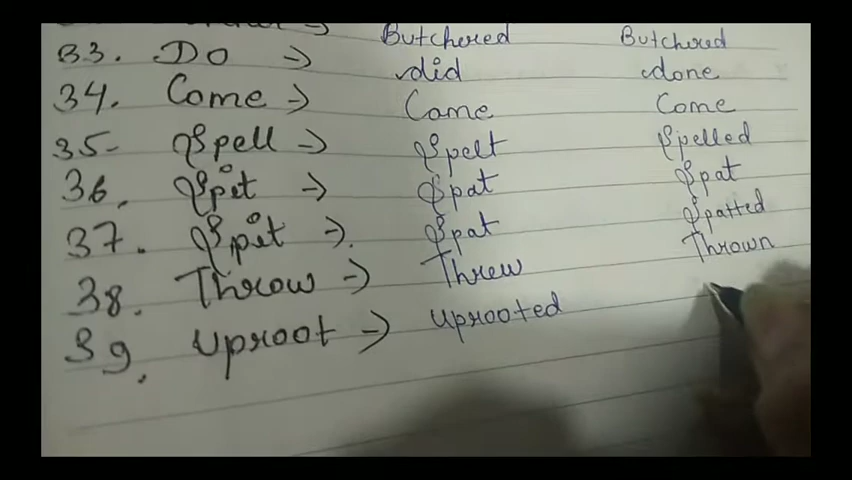 Butchered Butchured
33. Do -> did done
34. Come -> Came Come
35- Spell -> Spelt Spelled
36. Spit -> Spat Spat
37. Spit -> Spat Spatted
38. Throw -> Threw Thrown
39. Uproot -> Uprooted